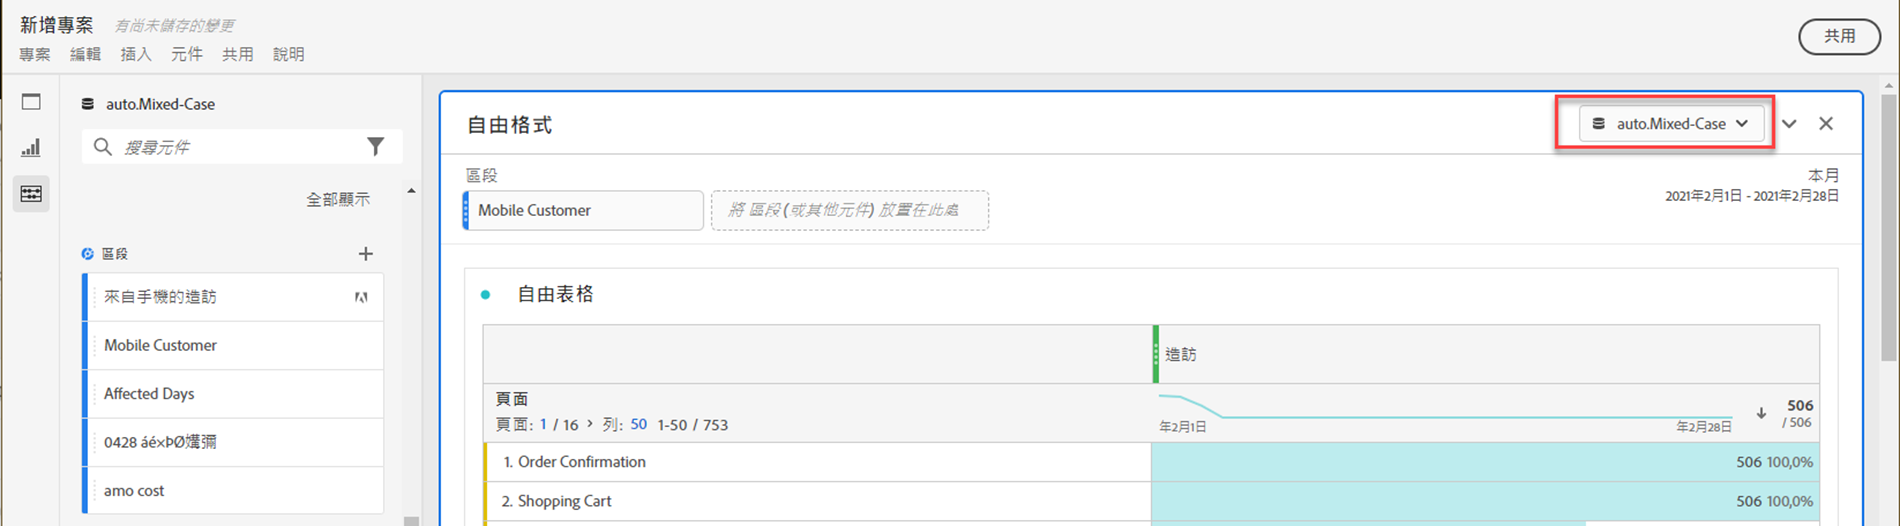 新增專案 有尚未儲存的變更
專案 編輯 插入 元件 共用 說明
共用
auto.Mixed-Case
搜尋元件
全部顯示
區段
來自手機的造訪
Mobile Customer
Affected Days
0428 áé×ÞØ媾彌
amo cost
自由格式
auto.Mixed-Case
區段
Mobile Customer
將 區段 (或其他元件) 放置在此處
本月
2021年2月1日 - 2021年2月28日
自由表格
造訪
頁面
頁面: 1 / 16 > 列: 50 1-50 / 753
年2月1日
年2月28日
506
/ 506
1. Order Confirmation
506 100,0%
2. Shopping Cart
506 100,0%